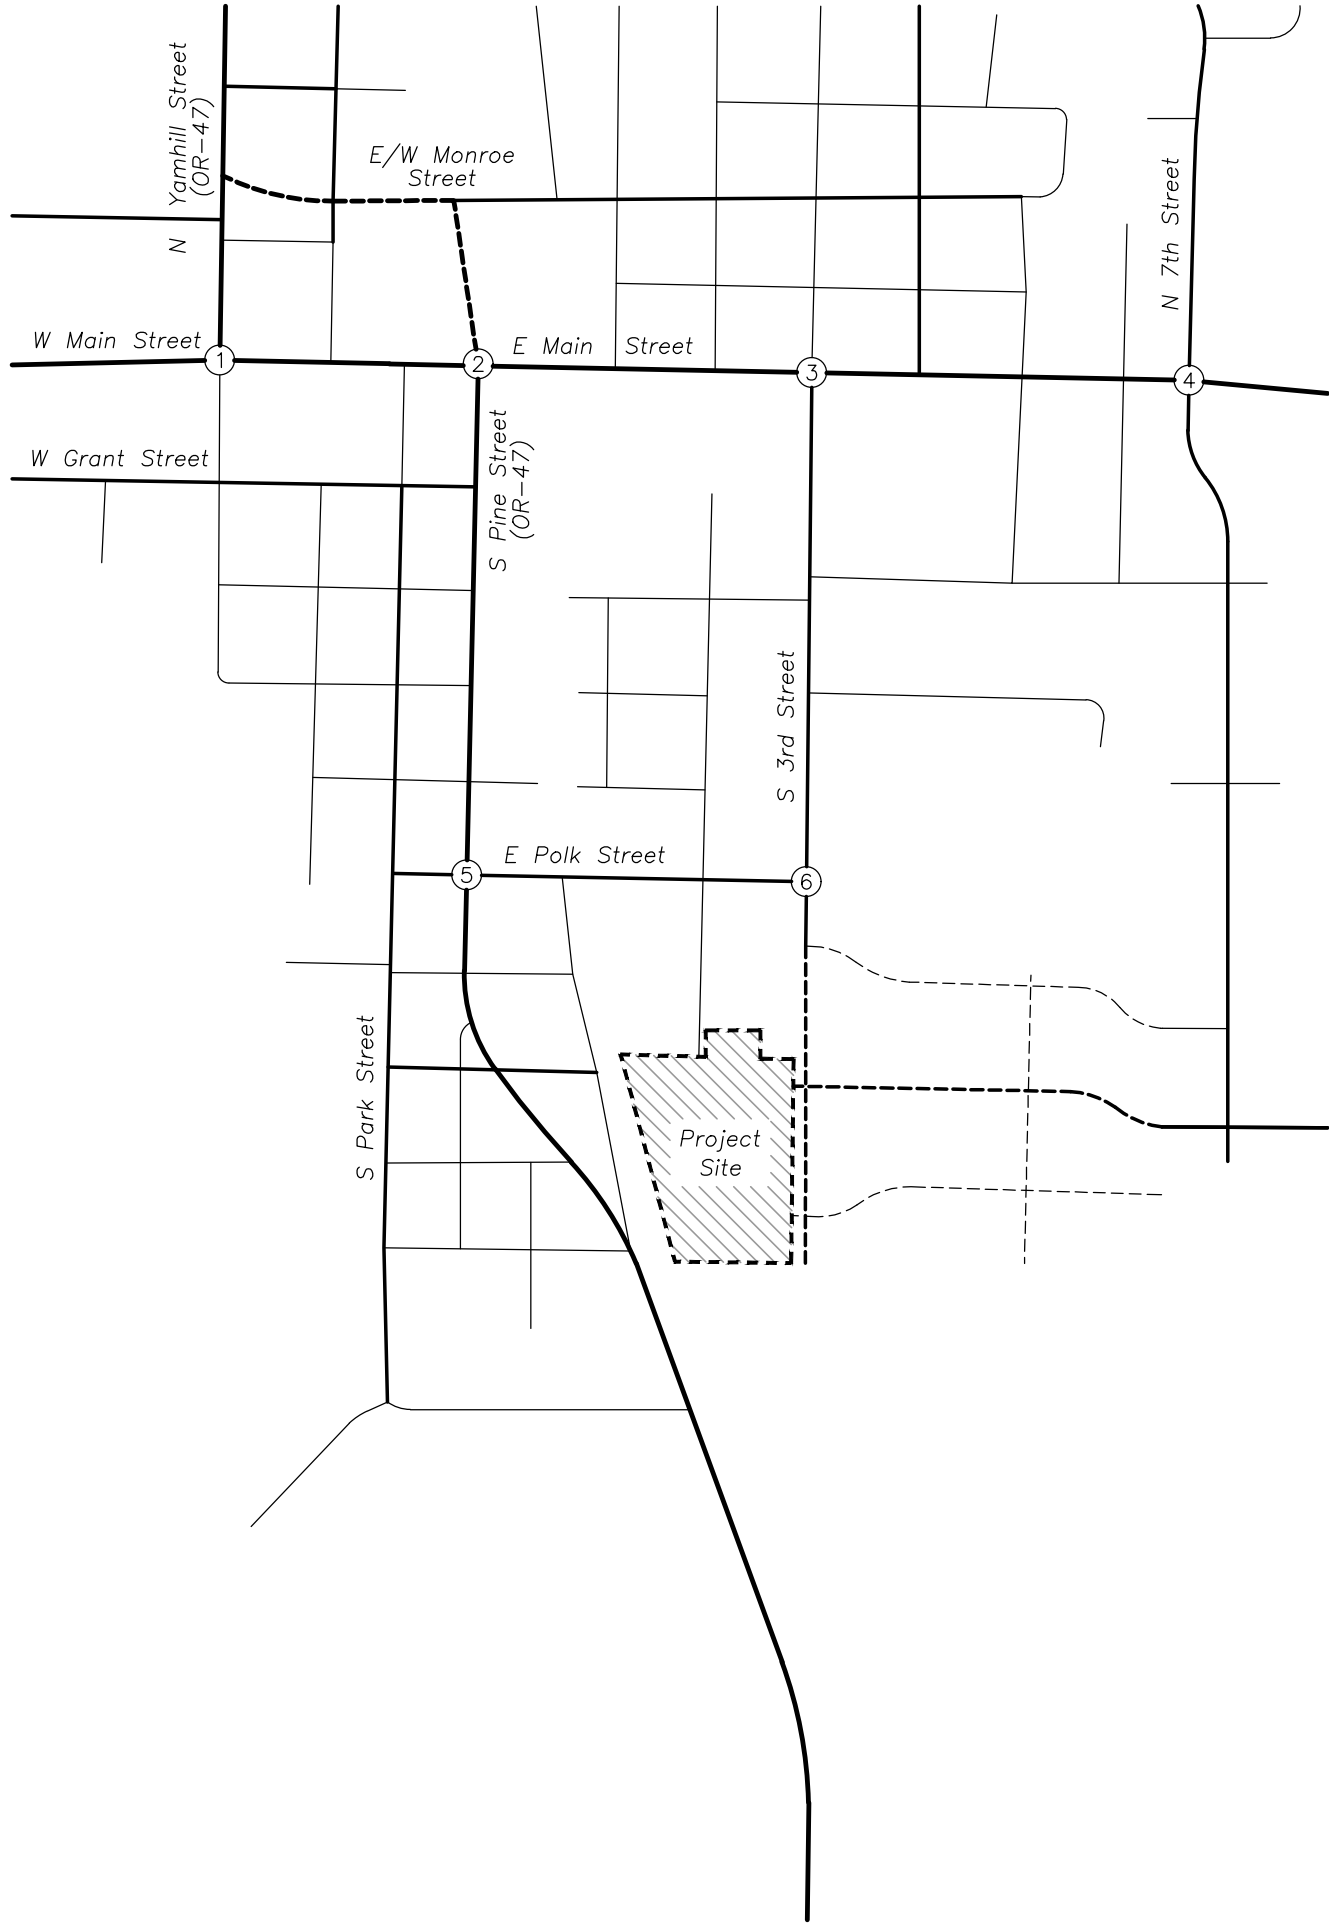 N Yamhill Street
(OR-47)
E/W Monroe
Street
N 7th Street
W Main Street
1
2
E Main Street
3
4
W Grant Street
S Pine Street
(OR-47)
S 3rd Street
5
E Polk Street
6
S Park Street
Project
Site